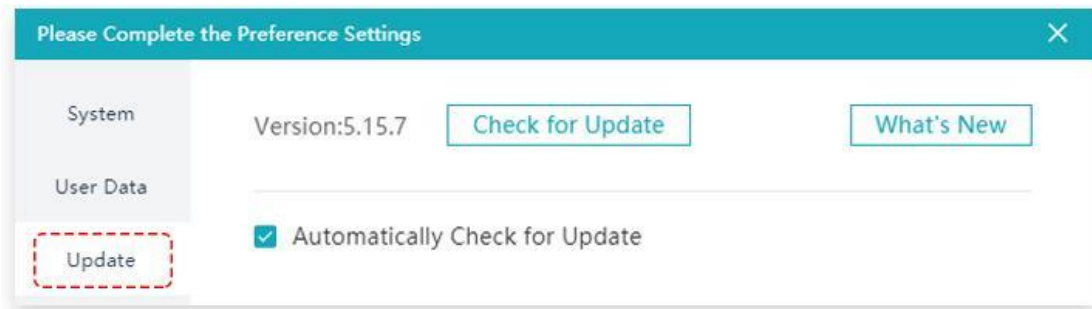 Please Complete the Preference Settings
System
Version:5.15.7 Check for Update What's New
User Data
Automatically Check for Update
Update